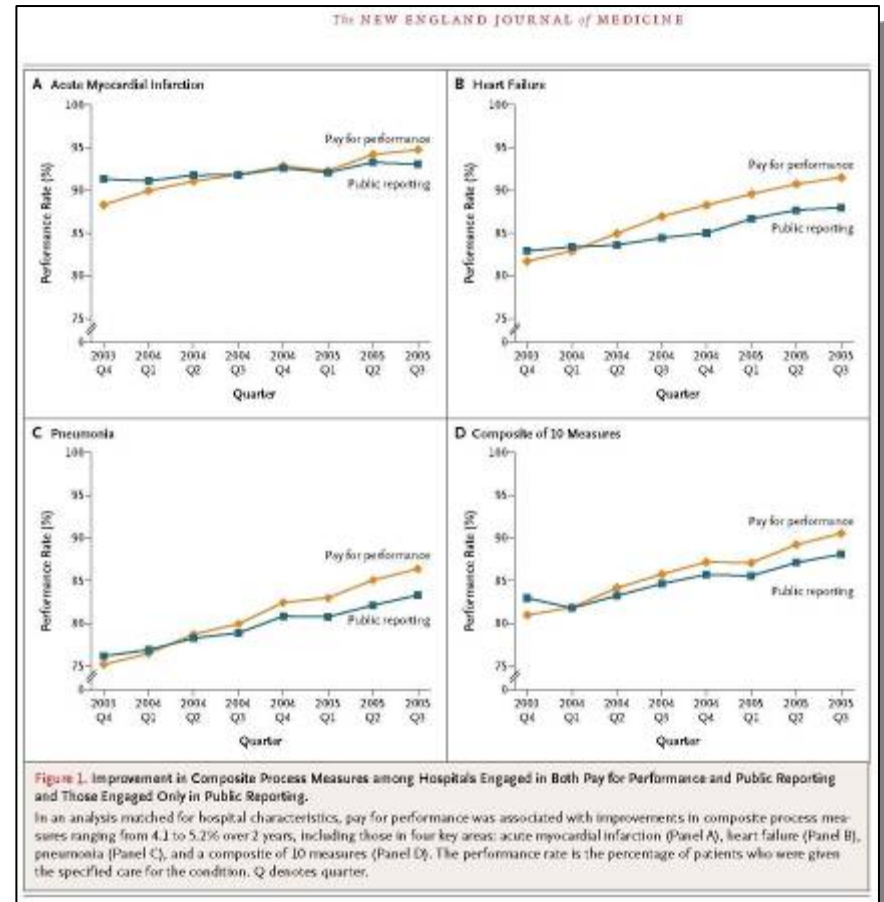 The NEW ENGLAND JOURNAL of MEDICINE
A Acute Myocardial Infarction
100
95
90
85
80
75
0
Performance Rate (%)
Pay for performance
Public reporting
2003 2004 2004 2004 2004 2005 2005 2005
Q4 Q1 Q2 Q3 Q4 Q1 Q2 Q3
Quarter
B Heart Failure
100
95
90
85
80
75
0
Performance Rate (%)
Pay for performance
Public reporting
2003 2004 2004 2004 2004 2005 2005 2005
Q4 Q1 Q2 Q3 Q4 Q1 Q2 Q3
Quarter
C Pneumonia
100
95
90
85
80
75
0
Performance Rate (%)
Pay for performance
Public reporting
2003 2004 2004 2004 2004 2005 2005 2005
Q4 Q1 Q2 Q3 Q4 Q1 Q2 Q3
Quarter
D Composite of 10 Measures
100
95
90
85
80
75
0
Performance Rate (%)
Pay for performance
Public reporting
2003 2004 2004 2004 2004 2005 2005 2005
Q4 Q1 Q2 Q3 Q4 Q1 Q2 Q3
Quarter
Figure 1. Improvement in Composite Process Measures among Hospitals Engaged in Both Pay for Performance and Public Reporting
and Those Engaged Only in Public Reporting.
In an analysis matched for hospital characteristics, pay for performance was associated with improvements in composite process mea-
sures ranging from 4.1 to 5.2% over 2 years, including those in four key areas: acute myocardial infarction (Panel A), heart failure (Panel B),
pneumonia (Panel C), and a composite of 10 measures (Panel D). The performance rate is the percentage of patients who were given
the specified care for the condition. Q denotes quarter.